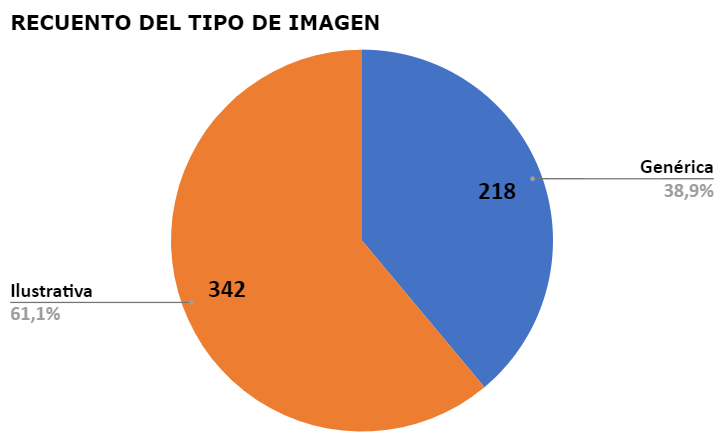 RECUENTO DEL TIPO DE IMAGEN
Genérica
38,9%
218
Ilustrativa
61,1%
342